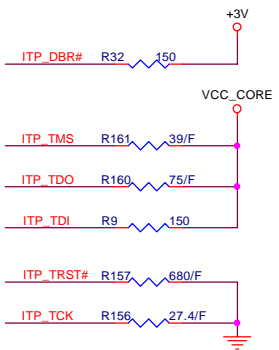 +3V
ITP_DBR# R32 150
VCC_CORE
ITP_TMS R161 39/F
ITP_TDO R160 75/F
ITP_TDI R9 150
ITP_TRST# R157 680/F
ITP_TCK R156 27.4/F